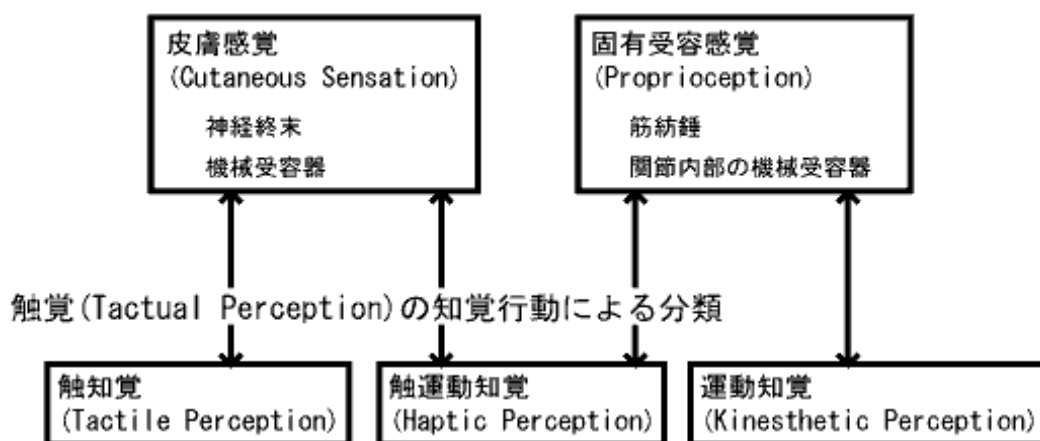 皮膚感覚
(Cutaneous Sensation)
神経終末
機械受容器
固有受容感覚
(Proprioception)
筋紡錘
関節内部の機械受容器
触覚(Tactual Perception)の知覚行動による分類
触知覚
(Tactile Perception)
触運動知覚
(Haptic Perception)
運動知覚
(Kinesthetic Perception)